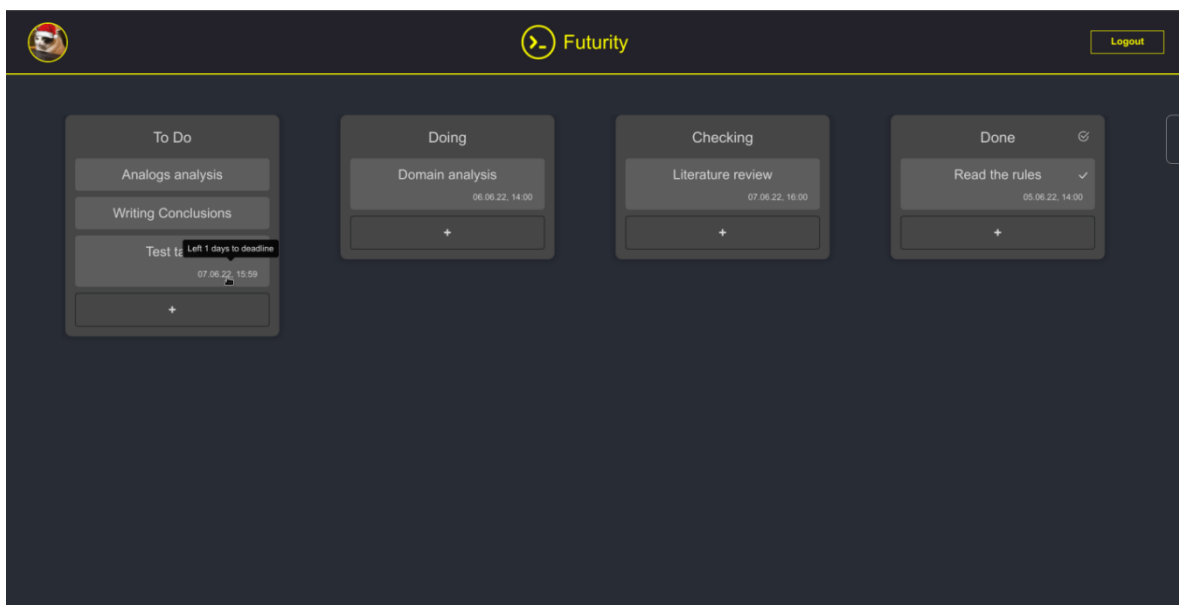 Futurity
Logout
To Do
Analogs analysis
Writing Conclusions
Test ta
Left 1 days to deadline
07.06.22, 15:59
+
Doing
Domain analysis
06.06.22, 14:00
+
Checking
Literature review
07.06.22, 16:00
+
Done
Read the rules
05.06.22, 14:00
+